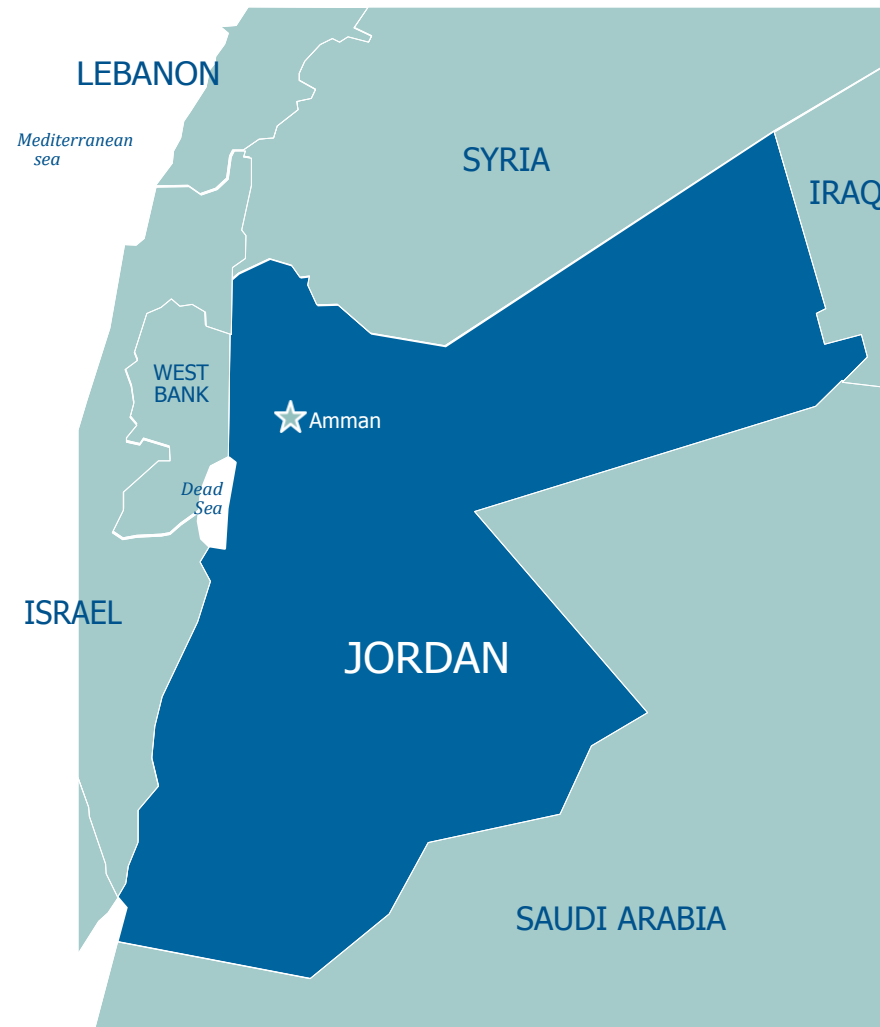 LEBANON
Mediterranean
sea
SYRIA
IRAQ
WEST
BANK
Amman
Dead
Sea
ISRAEL
JORDAN
SAUDI ARABIA